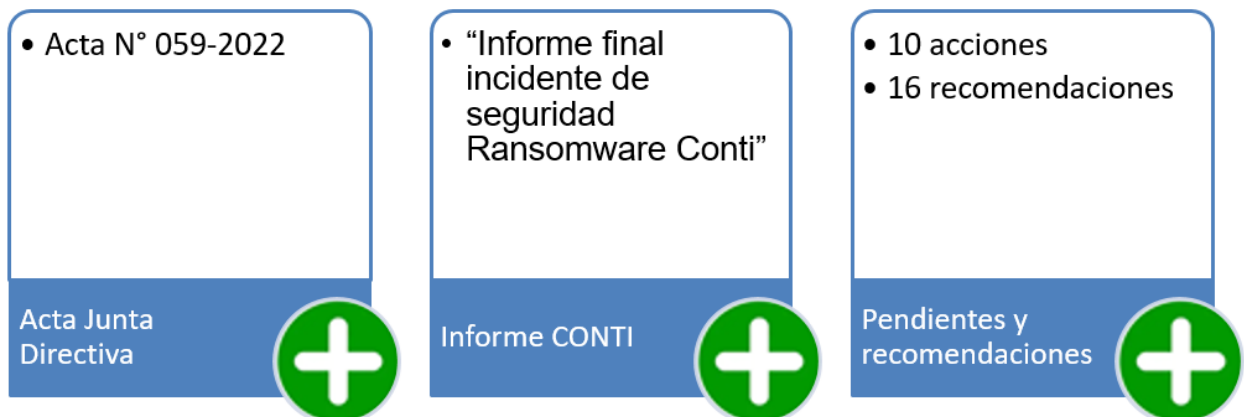 • Acta N° 059-2022
Acta Junta
Directiva
• “Informe final
incidente de
seguridad
Ransomware Conti”
Informe CONTI
• 10 acciones
• 16 recomendaciones
Pendientes y
recomendaciones